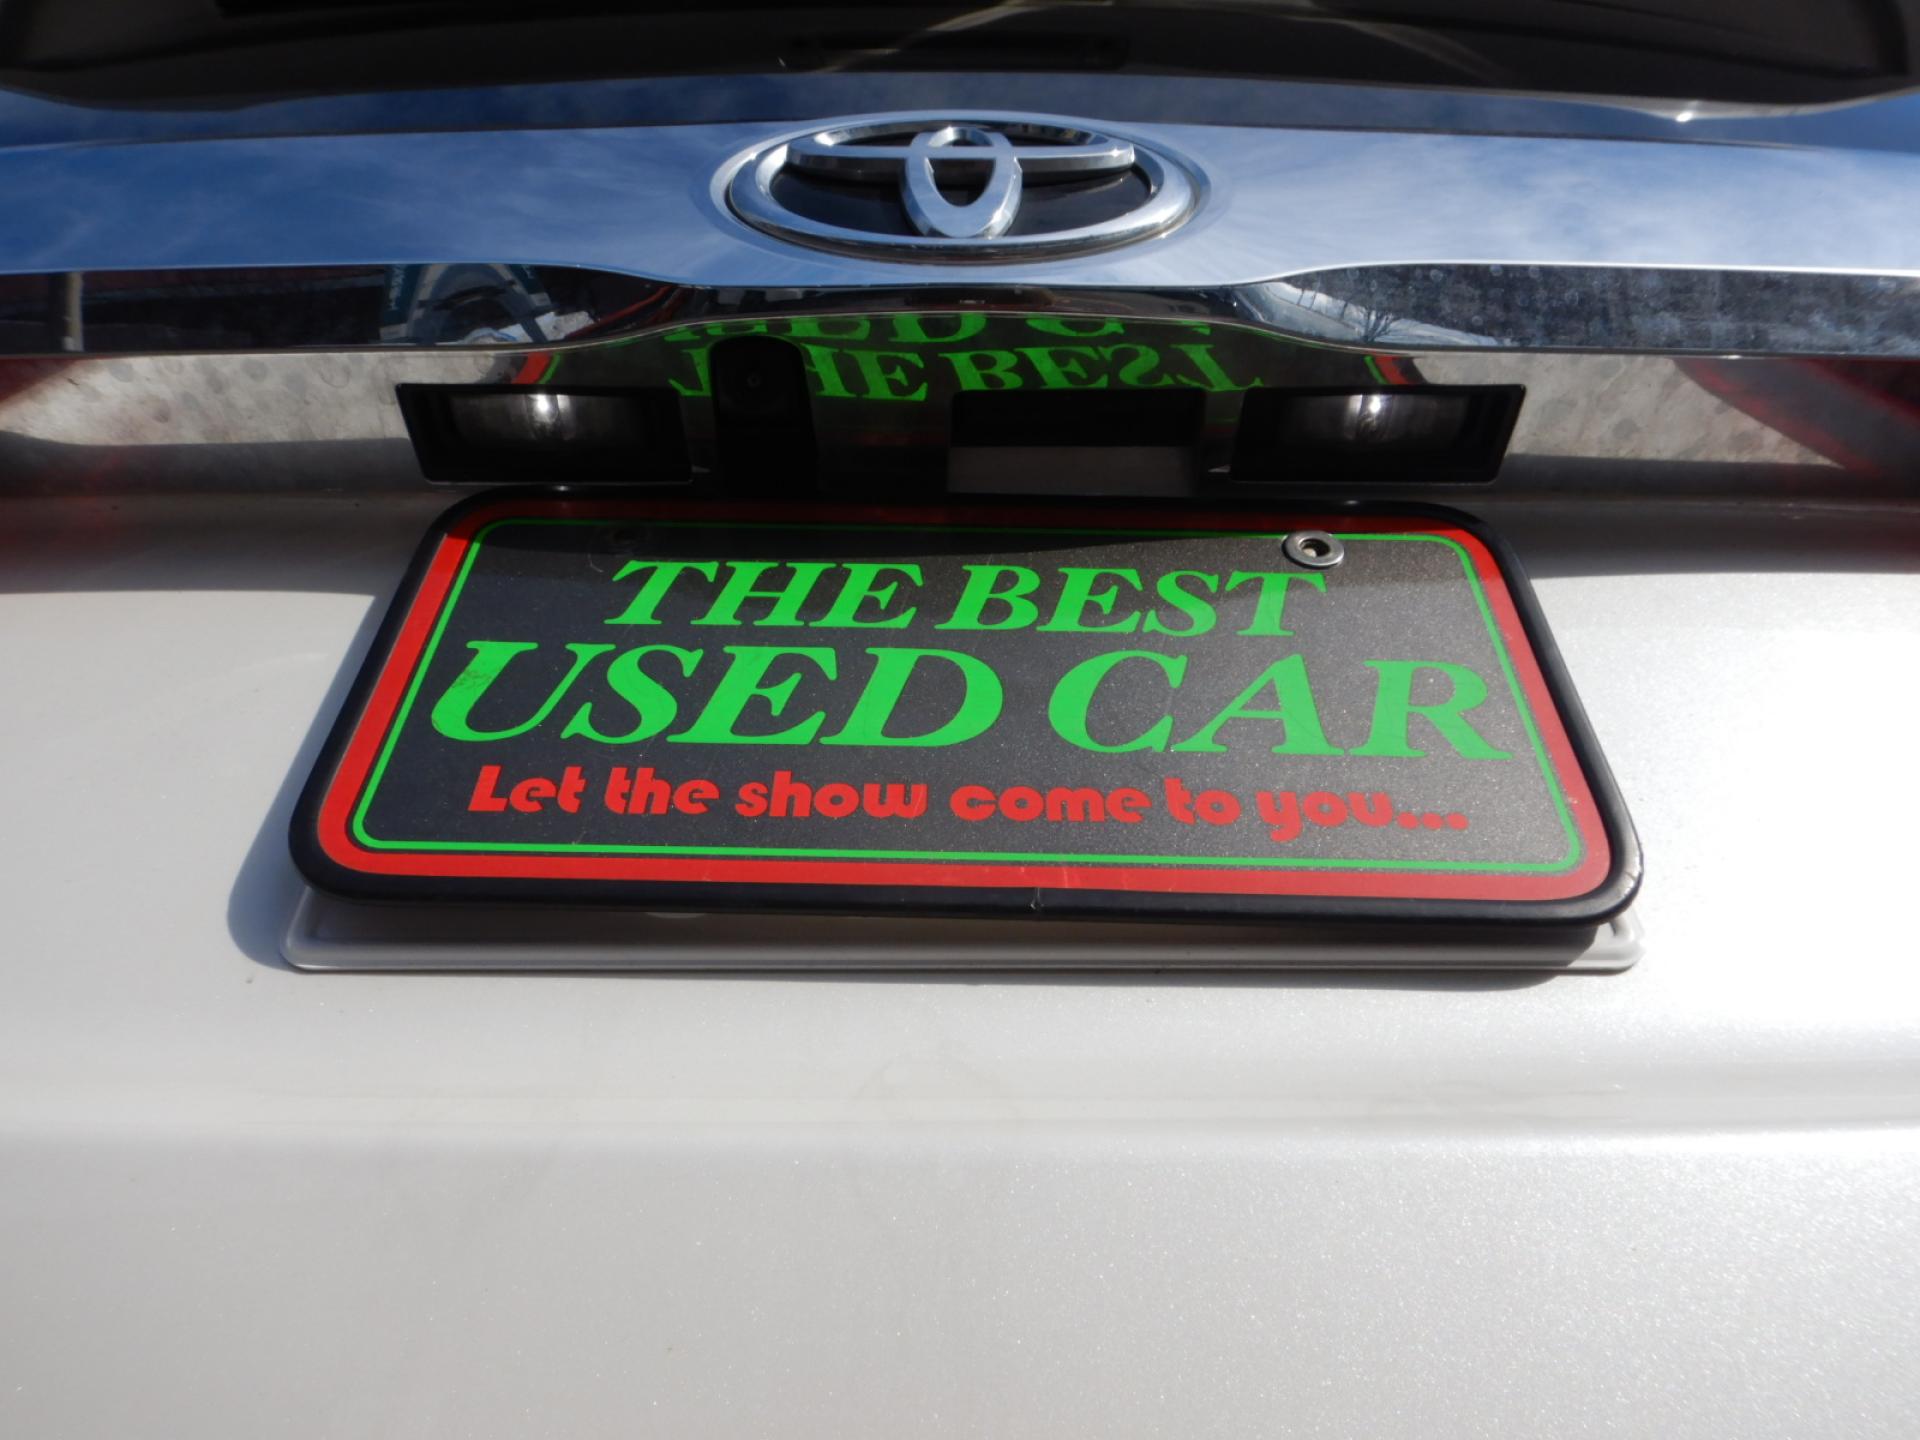 THE BEST
USED CAR
Let the show come to you...